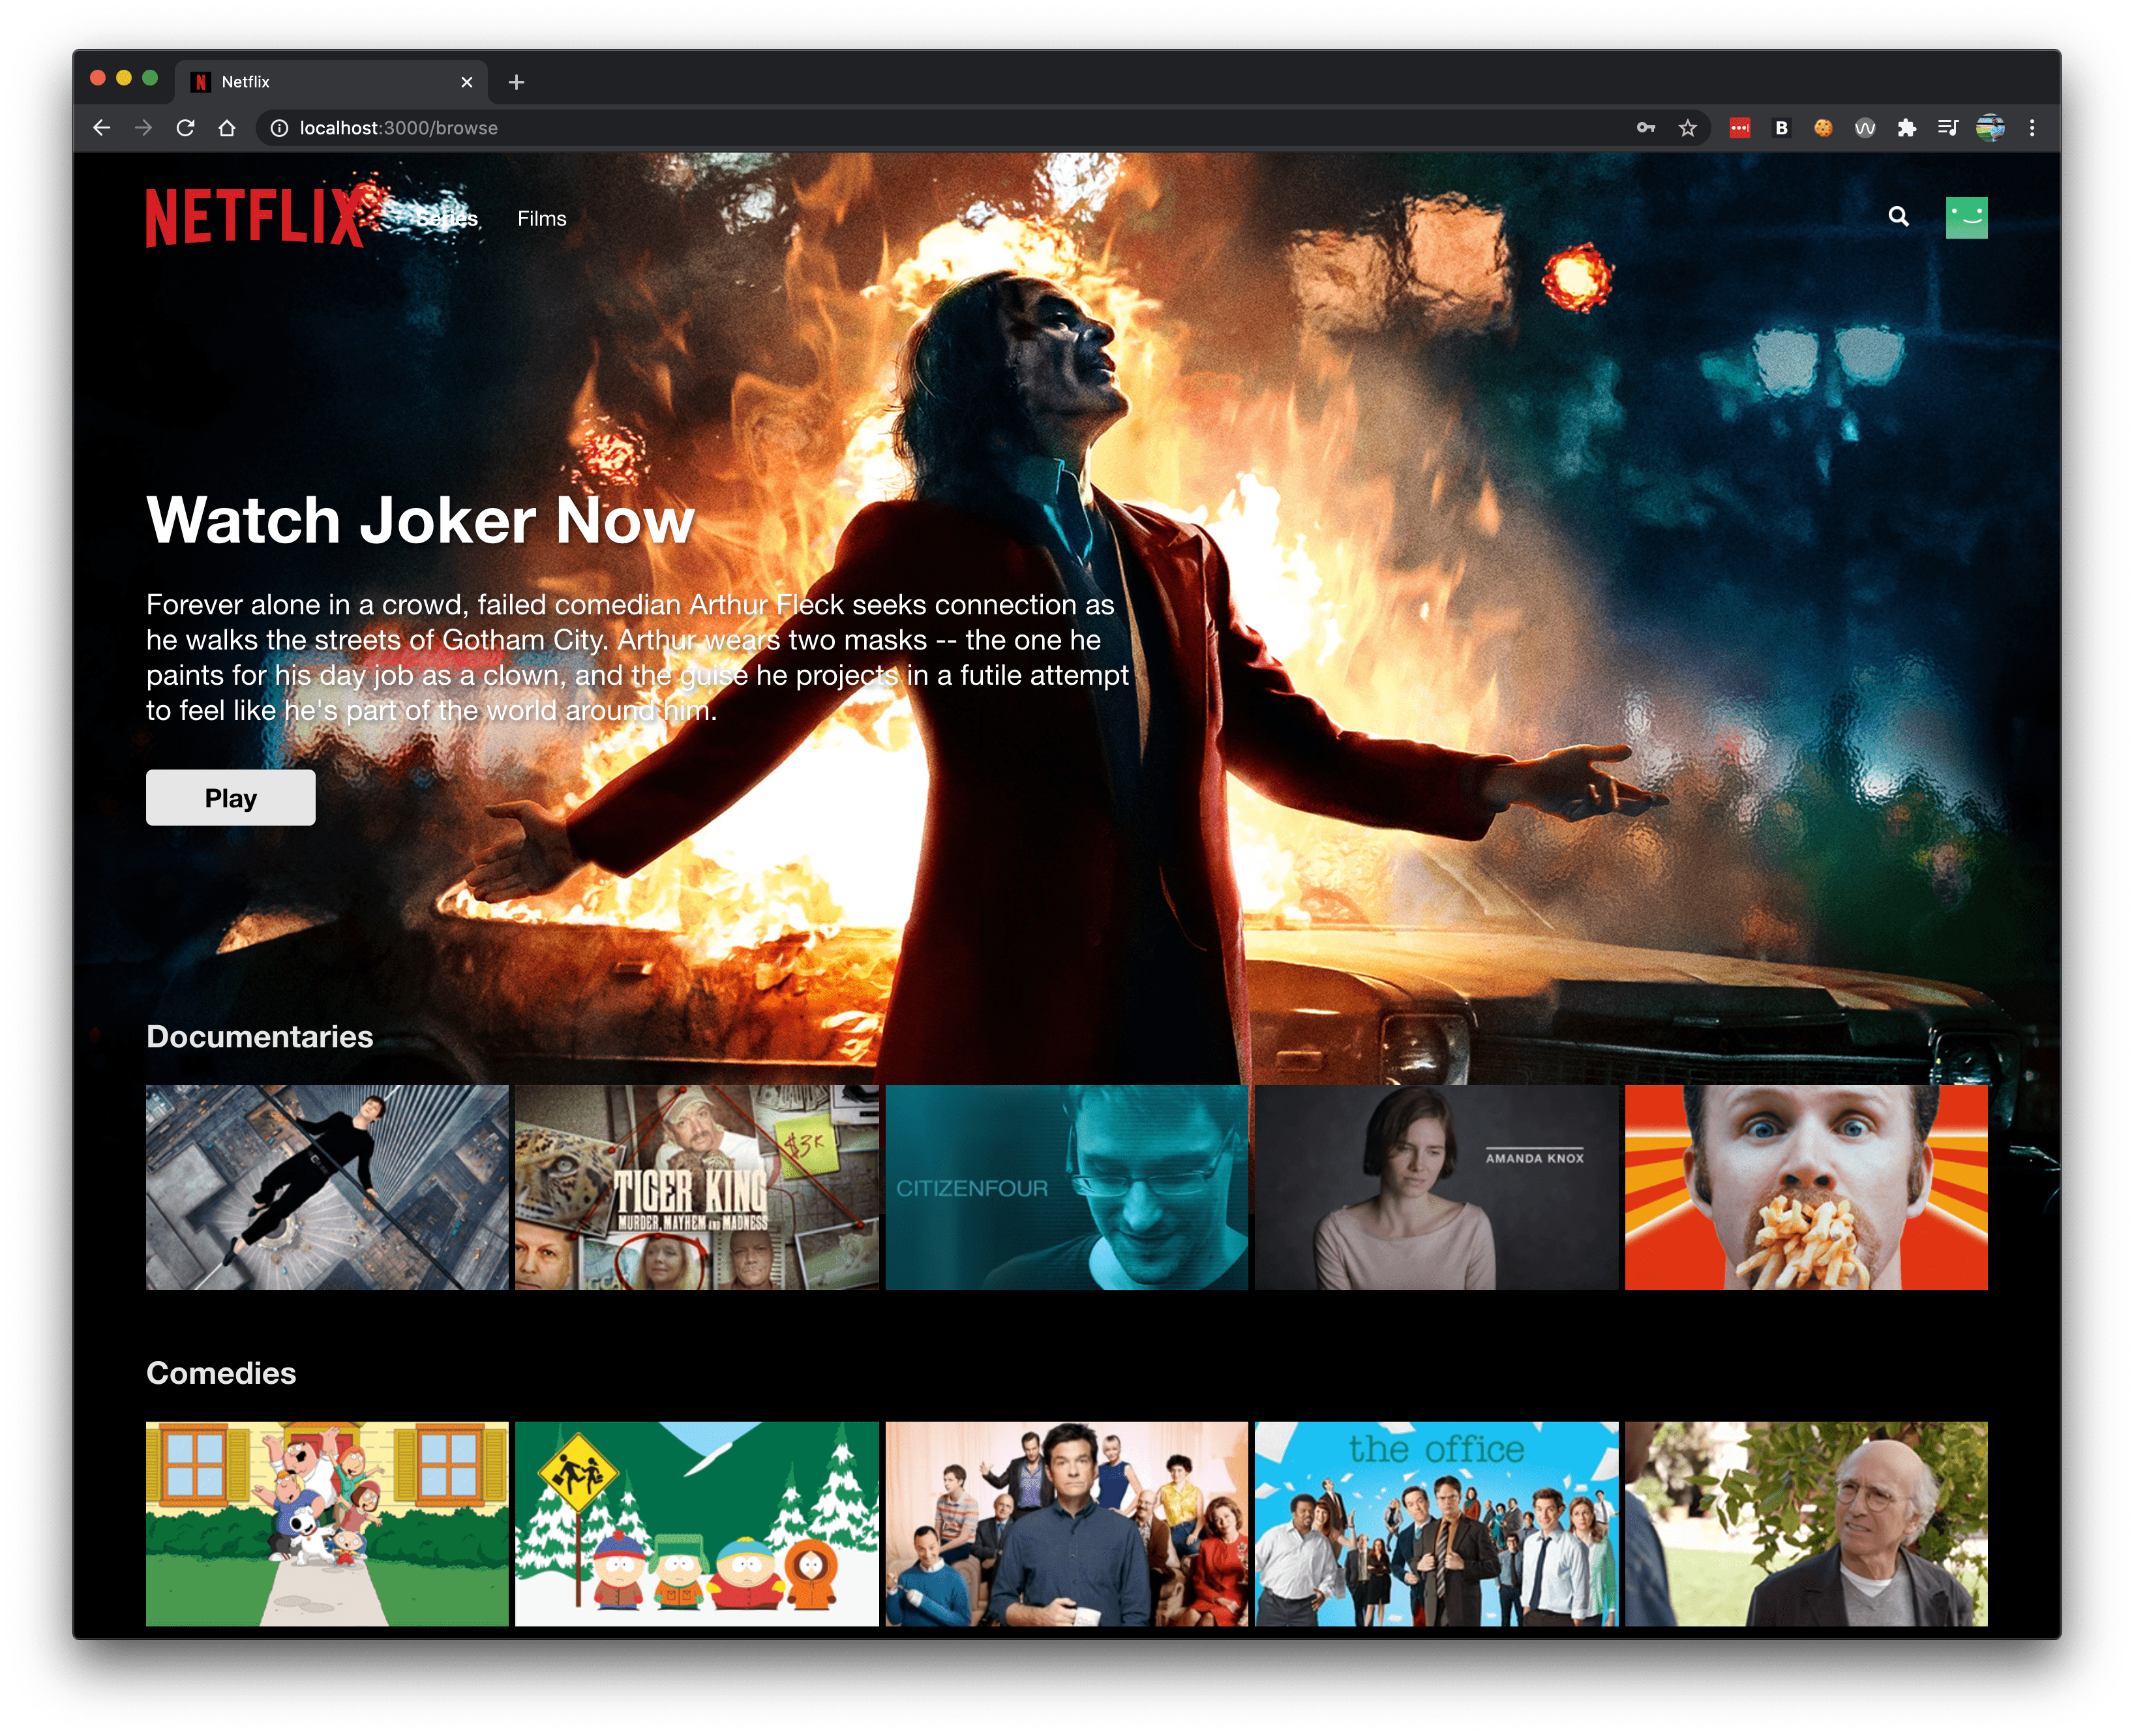 Netflix
localhost:3000/browse
B
NETFLIX
Series
Films
Watch Joker Now
Forever alone in a crowd, failed comedian Arthur Fleck seeks connection as
he walks the streets of Gotham City. Arthur wears two masks -- the one he
paints for his day job as a clown, and the guise he projects in a futile attempt
to feel like he's part of the world around him.
Play
Documentaries
$3K
TIGER KING
MURDER, MAYHEM AND MADNESS
CITIZENFOUR
AMANDA KNOX
Comedies
the office